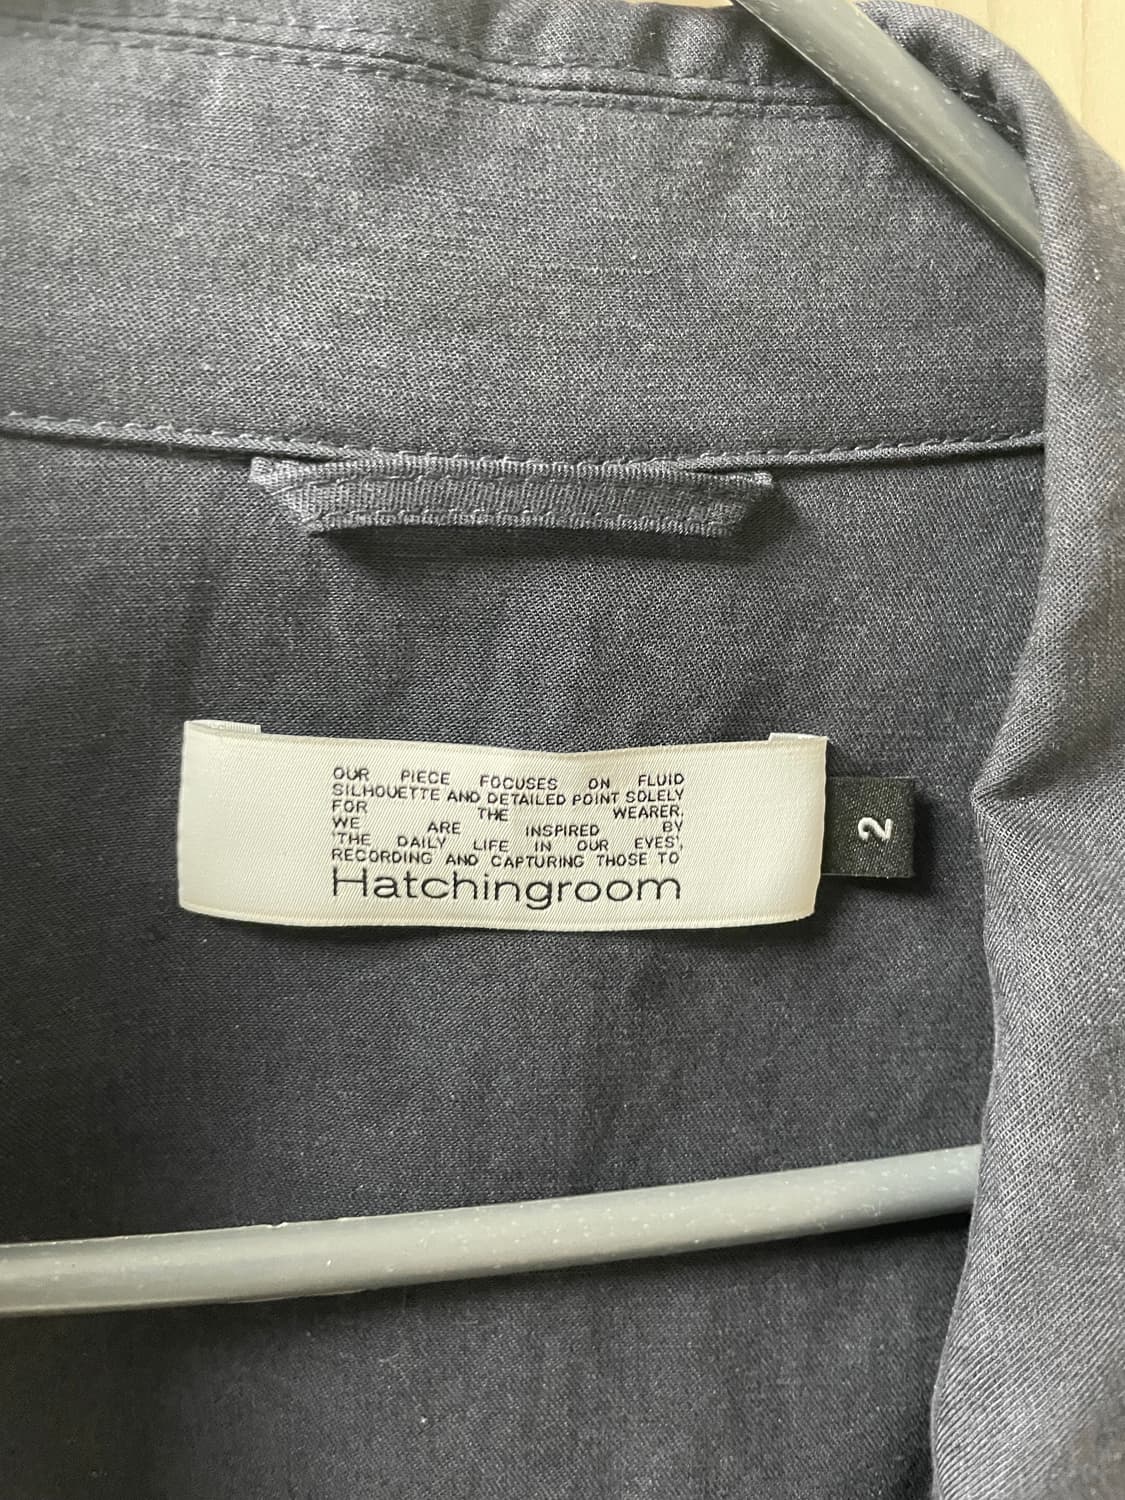 OUR PIECE FOCUSES ON FLUID
SILHOUETTE AND DETAILED POINT SOLELY
FOR THE WEARER,
WE ARE INSPIRED BY
'THE DAILY LIFE IN OUR EYES',
RECORDING AND CAPTURING THOSE TO
Hatchingroom
2